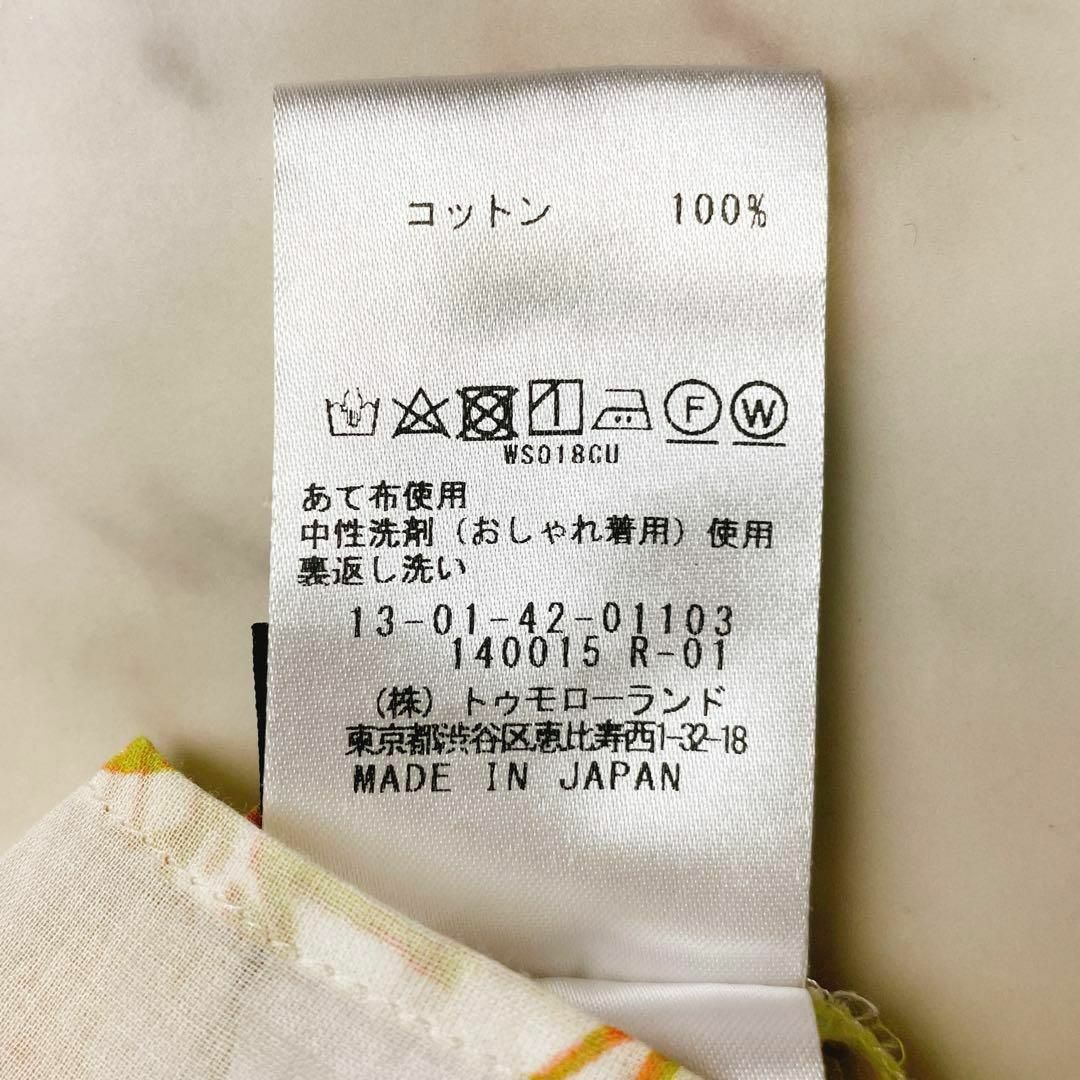 コットン 100%
F W
WS018CU
あて布使用
中性洗剤（おしゃれ着用）使用
裏返し洗い
13-01-42-01103
140015 R-01
（株）トゥモローランド
東京都渋谷区恵比寿西1-32-18
MADE IN JAPAN